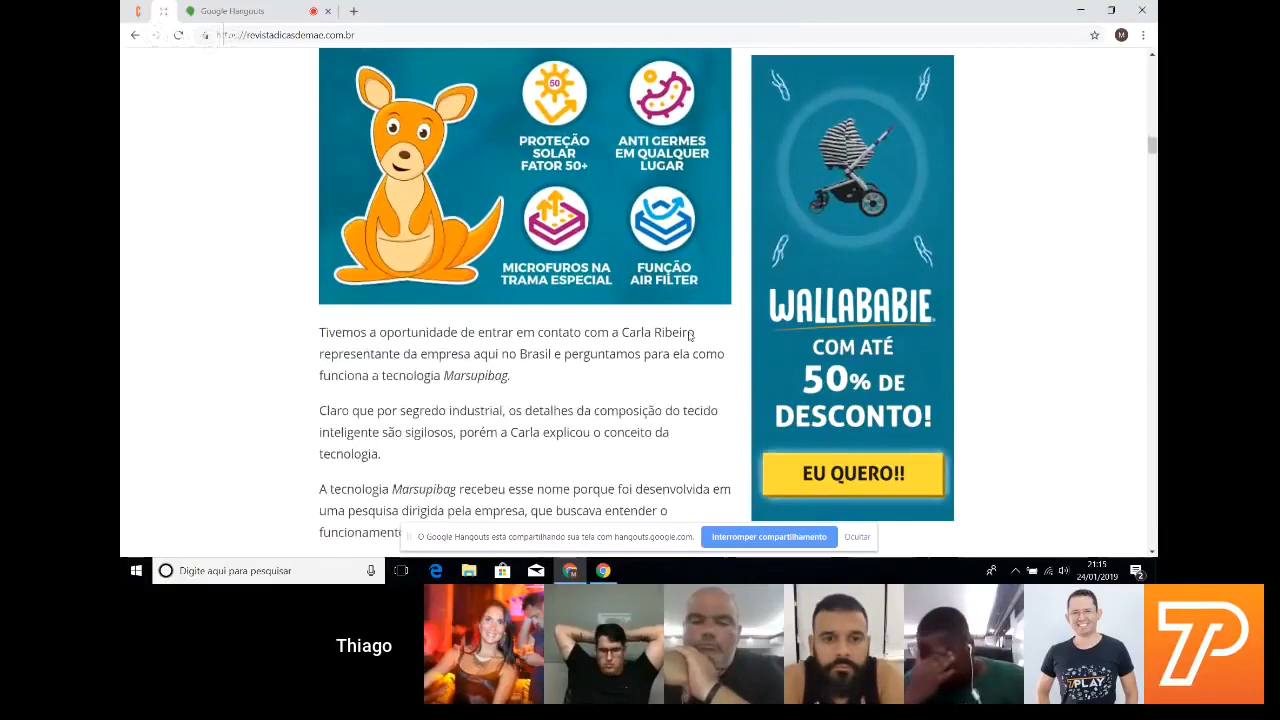 Google Hangouts
https://revistadicasdemae.com.br
M
50
PROTEÇÃO
SOLAR
FATOR 50+
ANTI GERMES
EM QUALQUER
LUGAR
MICROFUROS NA
TRAMA ESPECIAL
FUNÇÃO
AIR FILTER
Tivemos a oportunidade de entrar em contato com a Carla Ribeiro
representante da empresa aqui no Brasil e perguntamos para ela como
funciona a tecnologia Marsupibag.
Claro que por segredo industrial, os detalhes da composição do tecido
inteligente são sigilosos, porém a Carla explicou o conceito da
tecnologia.
A tecnologia Marsupibag recebeu esse nome porque foi desenvolvida em
uma pesquisa dirigida pela empresa, que buscava entender o
funcionamento
WALLABABIE
COM ATÉ
50% DE
DESCONTO!
EU QUERO!!
O Google Hangouts está compartilhando sua tela com hangouts.google.com.
Interromper compartilhamento
Ocultar
Digite aqui para pesquisar
21:15
24/01/2019
2
Thiago
7PLAY
7P